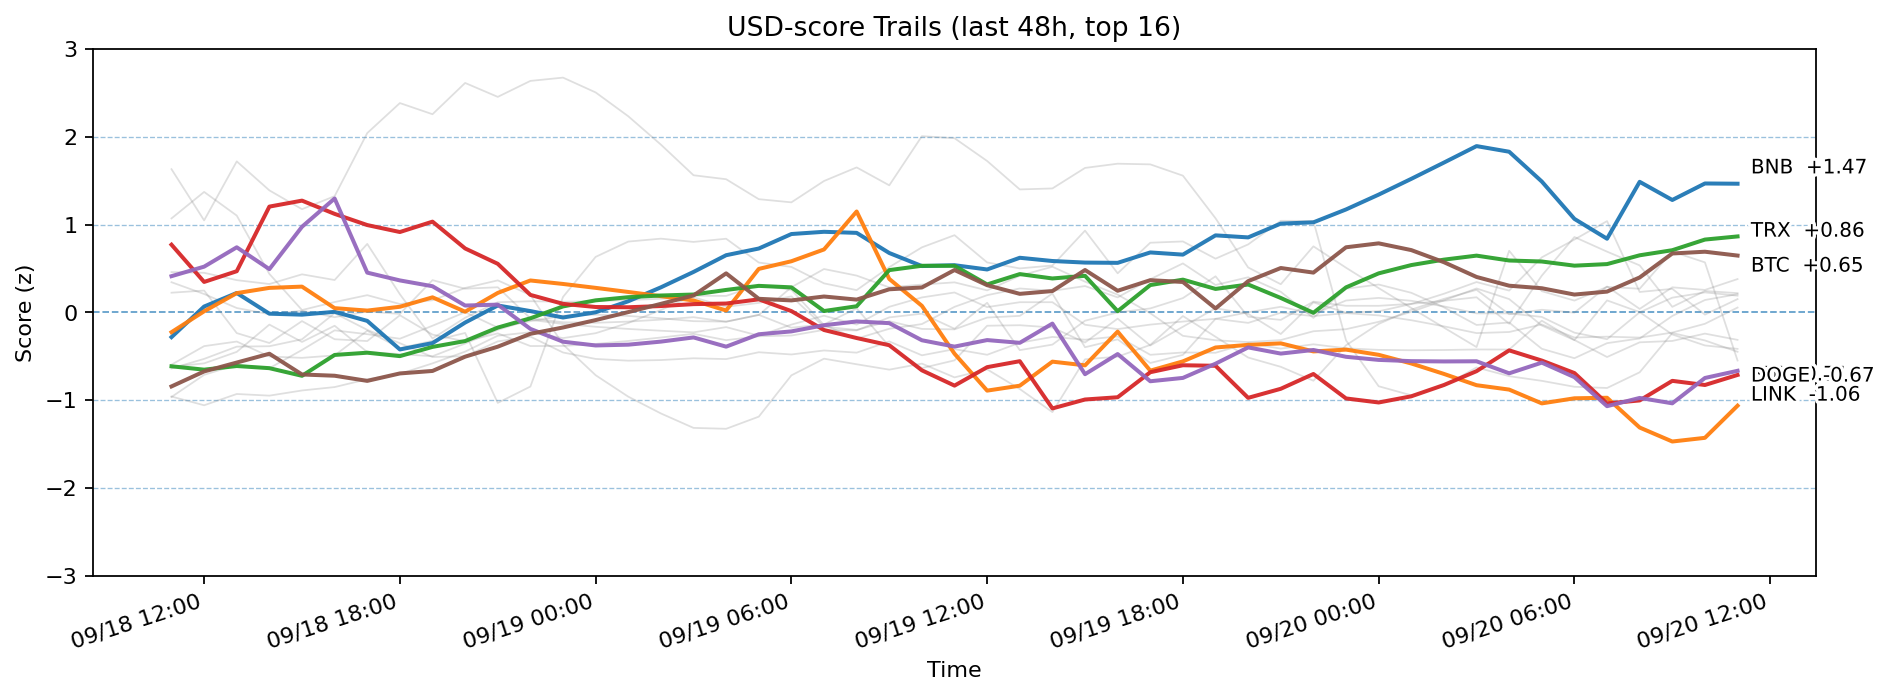 USD-score Trails (last 48h, top 16)
3
2
1
0
−1
−2
−3
Score (z)
BNB +1.47
TRX +0.86
BTC +0.65
DOGE -0.67
LINK -1.06
09/18 12:00
09/18 18:00
09/19 00:00
09/19 06:00
09/19 12:00
09/19 18:00
09/20 00:00
09/20 06:00
09/20 12:00
Time